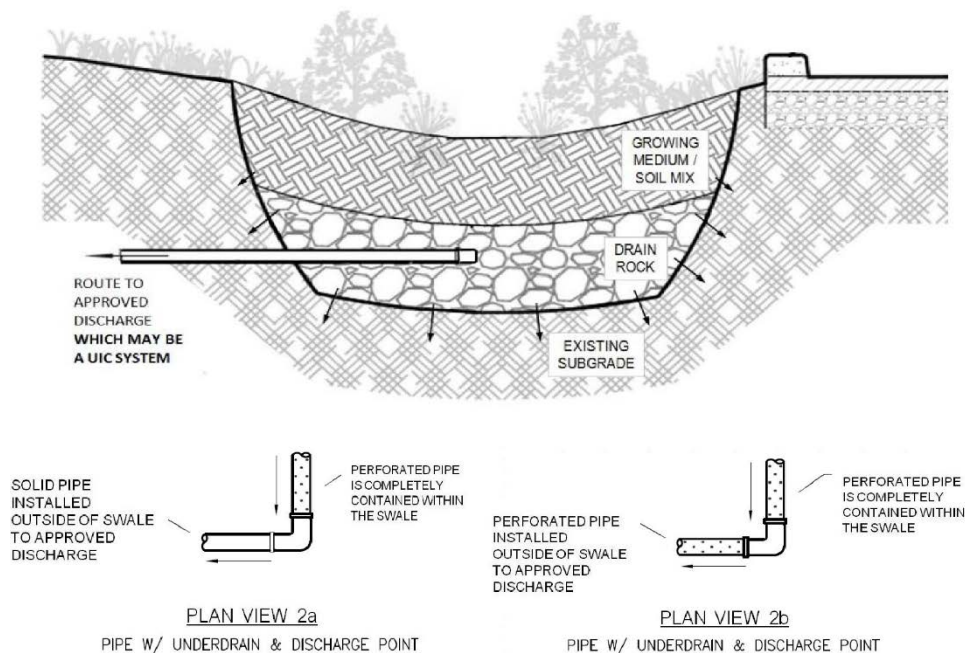 GROWING
MEDIUM /
SOIL MIX
DRAIN
ROCK
ROUTE TO
APPROVED
DISCHARGE
WHICH MAY BE
A UIC SYSTEM
EXISTING
SUBGRADE
SOLID PIPE
INSTALLED
OUTSIDE OF SWALE
TO APPROVED
DISCHARGE
PERFORATED PIPE
IS COMPLETELY
CONTAINED WITHIN
THE SWALE
PLAN VIEW 2a
PIPE W/ UNDERDRAIN & DISCHARGE POINT
PERFORATED PIPE
INSTALLED
OUTSIDE OF SWALE
TO APPROVED
DISCHARGE
PERFORATED PIPE
IS COMPLETELY
CONTAINED WITHIN
THE SWALE
PLAN VIEW 2b
PIPE W/ UNDERDRAIN & DISCHARGE POINT